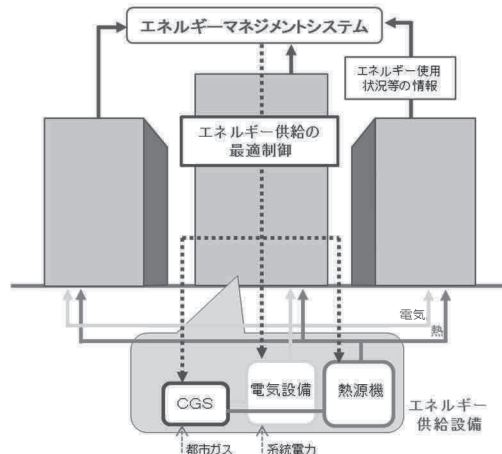 エネルギーマネジメントシステム
エネルギー使用
状況等の情報
エネルギー供給の
最適制御
電気
熱
電気設備
熱源機
CGS
エネルギー
供給設備
都市ガス
系統電力